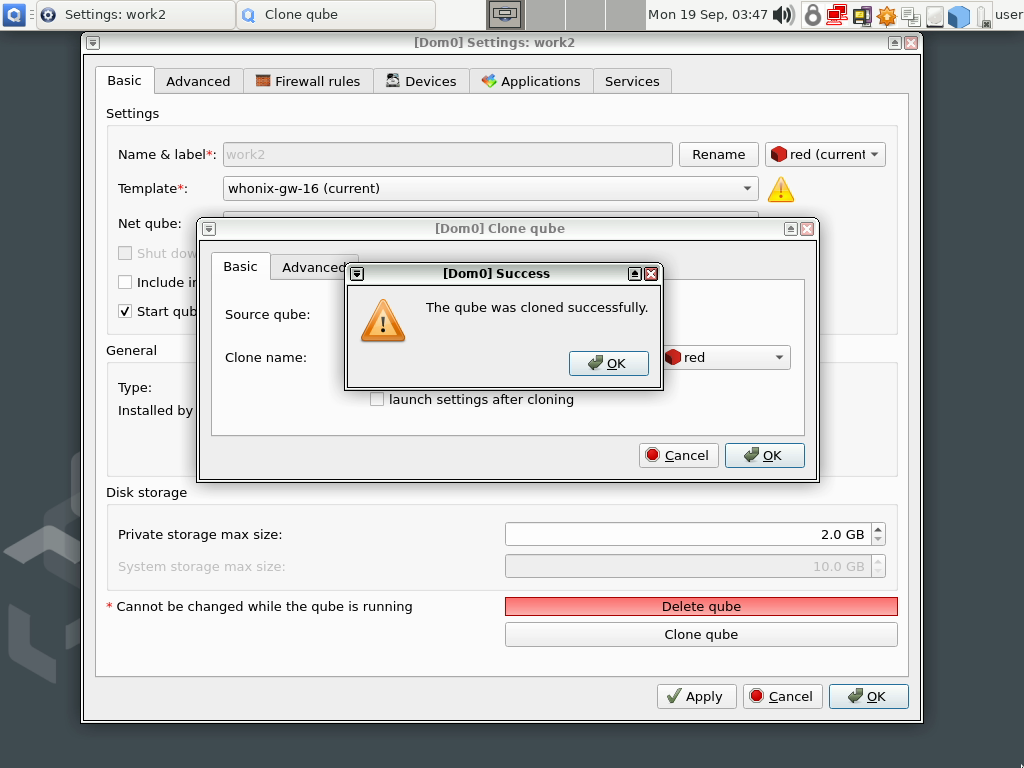 Settings: work2
Clone qube
Mon 19 Sep, 03:47
user
[Dom0] Settings: work2
Basic
Advanced
Firewall rules
Devices
Applications
Services
Settings
Name & label*:
work2
Rename
red (current
Template*:
whonix-gw-16 (current)
Net qube:
[Dom0] Clone qube
Shut dow
Basic
Advanced
[Dom0] Success
Include in
Start qub
Source qube:
The qube was cloned successfully.
General
Clone name:
OK
red
Type:
Installed by
launch settings after cloning
Cancel
OK
Disk storage
Private storage max size:
2.0 GB
System storage max size:
10.0 GB
* Cannot be changed while the qube is running
Delete qube
Clone qube
Apply
Cancel
OK